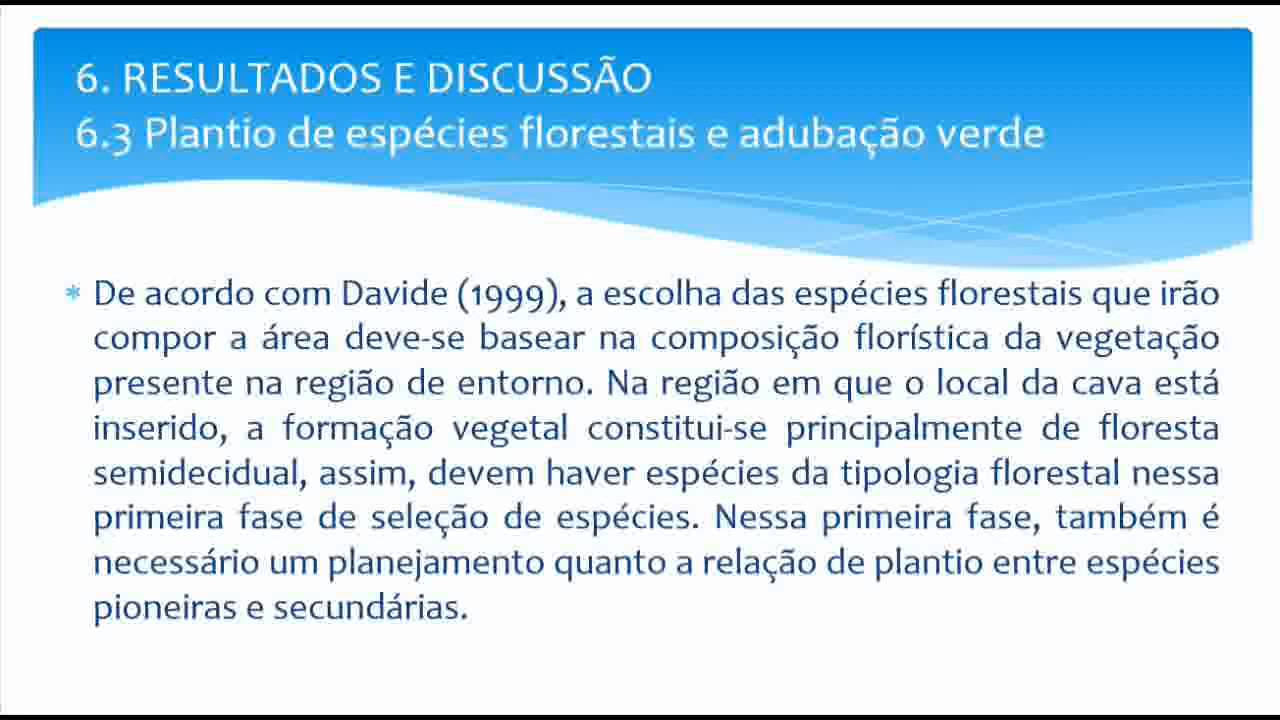 6. RESULTADOS E DISCUSSÃO
6.3 Plantio de espécies florestais e adubação verde
De acordo com Davide (1999), a escolha das espécies florestais que irão
compor a área deve-se basear na composição florística da vegetação
presente na região de entorno. Na região em que o local da cava está
inserido, a formação vegetal constitui-se principalmente de floresta
semidecidual, assim, devem haver espécies da tipologia florestal nessa
primeira fase de seleção de espécies. Nessa primeira fase, também é
necessário um planejamento quanto a relação de plantio entre espécies
pioneiras e secundárias.